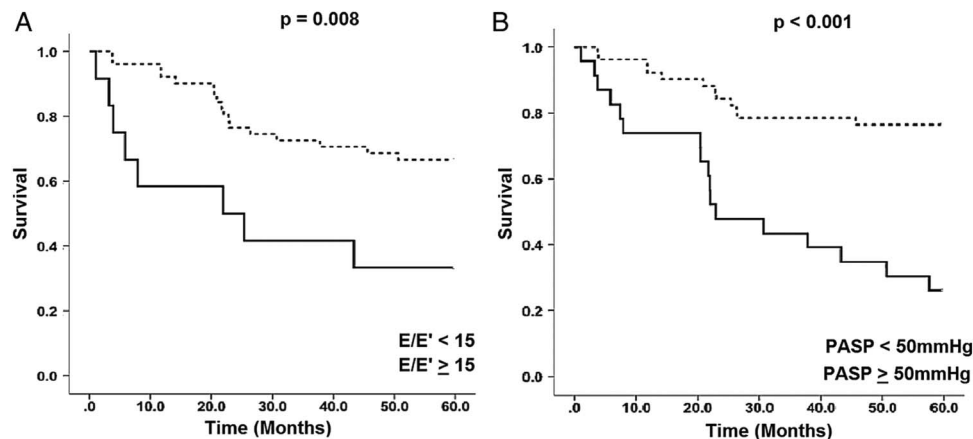 A
p = 0.008
1.0
0.8
0.6
0.4
0.2
0.0
Survival
E/E' < 15
E/E' ≥ 15
.0 10.0 20.0 30.0 40.0 50.0 60.0
Time (Months)
B
p < 0.001
1.0
0.8
0.6
0.4
0.2
0.0
Survival
PASP < 50mmHg
PASP ≥ 50mmHg
.0 10.0 20.0 30.0 40.0 50.0 60.0
Time (Months)